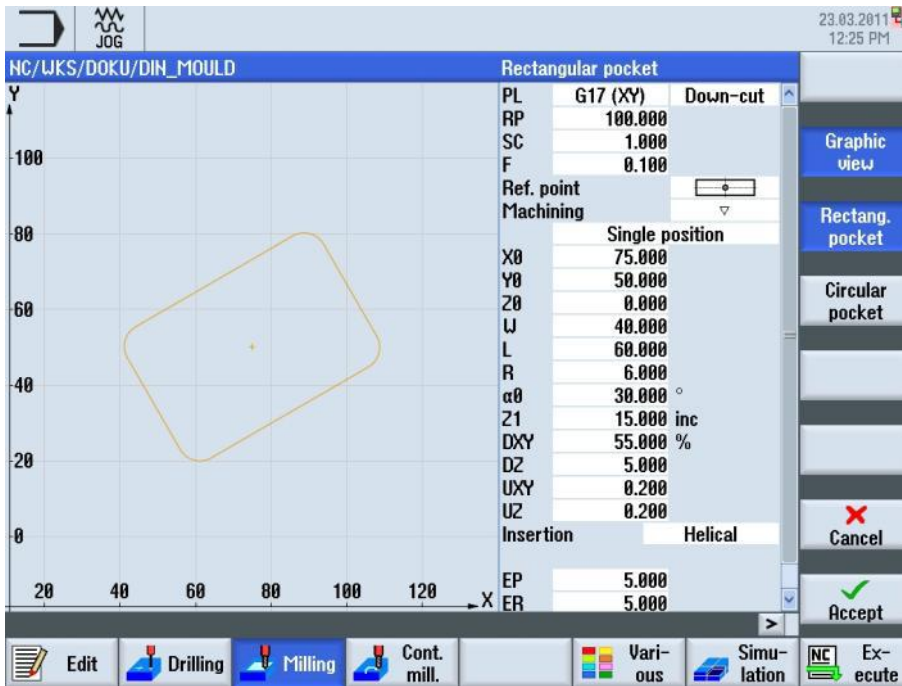 JOG
23.03.2011
12:25 PM
NC/WKS/DOKU/DIN_MOULD
Rectangular pocket
Y
100
80
60
40
20
0
20 40 60 80 100 120
X
PL G17 (XY) Down-cut
RP 100.000
SC 1.000
F 0.100
Ref. point
Machining ▽
Single position
X0 75.000
Y0 50.000
Z0 0.000
W 40.000
L 60.000
R 6.000
α0 30.000 °
Z1 15.000 inc
DXY 55.000 %
DZ 5.000
UXY 0.200
UZ 0.200
Insertion Helical
EP 5.000
ER 5.000
>
Graphic
view
Rectang.
pocket
Circular
pocket
Cancel
Accept
Edit
Drilling
Milling
Cont.
mill.
Vari-
ous
Simu-
lation
NC
Ex-
ecute